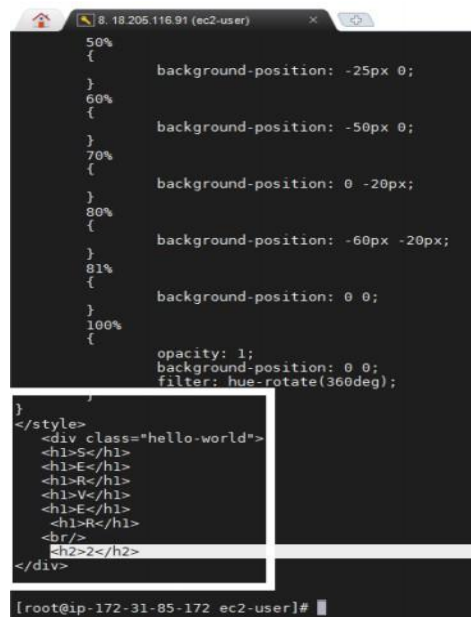 8. 18.205.116.91 (ec2-user)
50%
{
background-position: -25px 0;
}
60%
{
background-position: -50px 0;
}
70%
{
background-position: 0 -20px;
}
80%
{
background-position: -60px -20px;
}
81%
{
background-position: 0 0;
}
100%
{
opacity: 1;
background-position: 0 0;
filter: hue-rotate(360deg);
}
}
</style>
<div class="hello-world">
<h1>S</h1>
<h1>E</h1>
<h1>R</h1>
<h1>V</h1>
<h1>E</h1>
<h1>R</h1>
<br/>
<h2>2</h2>
</div>
[root@ip-172-31-85-172 ec2-user]#